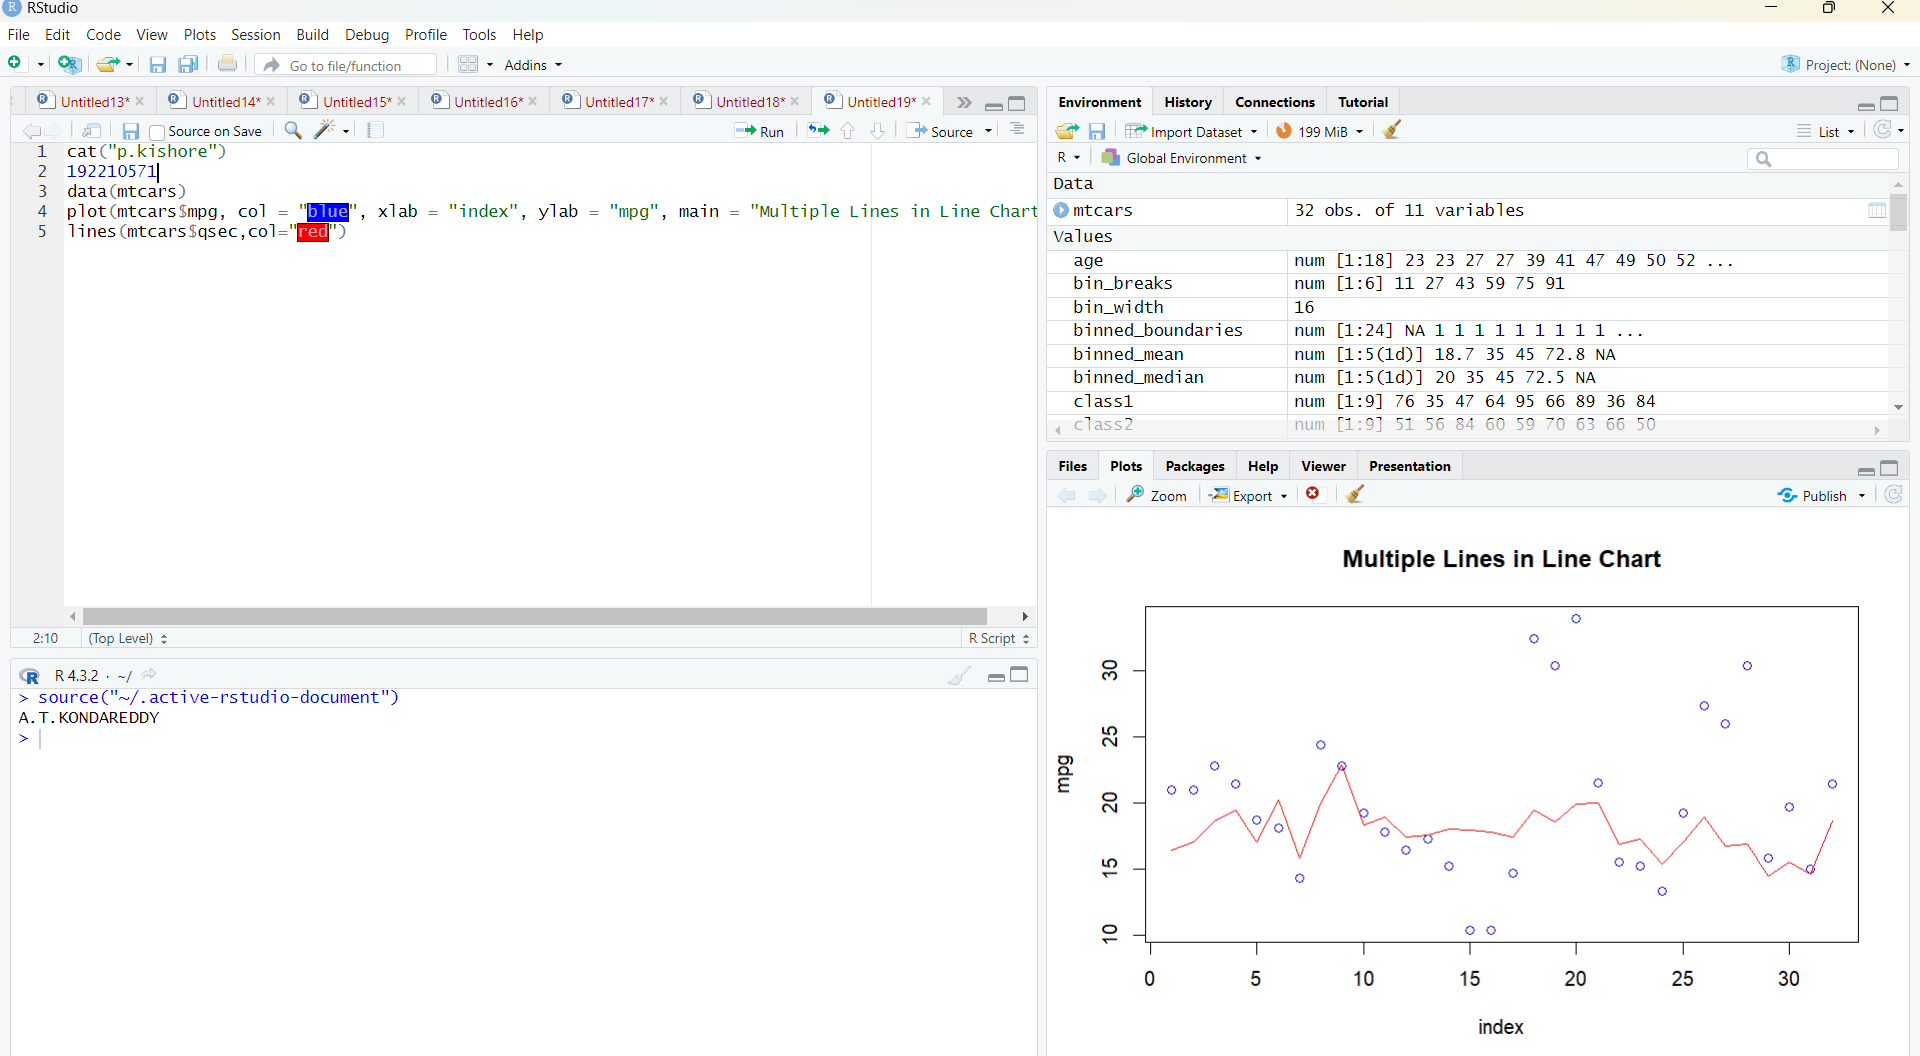 RStudio
File Edit Code View Plots Session Build Debug Profile Tools Help
Go to file/function Addins Project: (None)
Untitled13* Untitled14* Untitled15* Untitled16* Untitled17* Untitled18* Untitled19*
Source on Save Run Source
1 cat("p.kishore")
2 192210571
3 data(mtcars)
4 plot(mtcars$mpg, col = "blue", xlab = "index", ylab = "mpg", main = "Multiple Lines in Line Chart
5 lines(mtcars$qsec,col="red")
2:10 (Top Level) R Script
R 4.3.2 · ~/
> source("~/.active-rstudio-document")
A.T.KONDAREDDY
>
Environment History Connections Tutorial
Import Dataset 199 MiB List
R Global Environment
Data
mtcars 32 obs. of 11 variables
Values
age num [1:18] 23 23 27 27 39 41 47 49 50 52 ...
bin_breaks num [1:6] 11 27 43 59 75 91
bin_width 16
binned_boundaries num [1:24] NA 1 1 1 1 1 1 1 1 1 ...
binned_mean num [1:5(1d)] 18.7 35 45 72.8 NA
binned_median num [1:5(1d)] 20 35 45 72.5 NA
class1 num [1:9] 76 35 47 64 95 66 89 36 84
class2 num [1:9] 51 56 84 60 59 70 63 66 50
Files Plots Packages Help Viewer Presentation
Zoom Export Publish
Multiple Lines in Line Chart
30
25
20
15
10
mpg
0 5 10 15 20 25 30
index